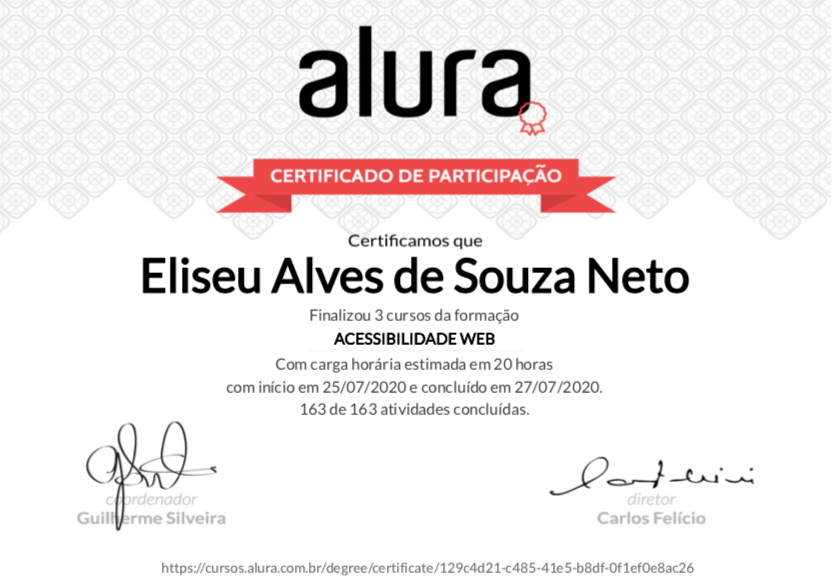 alura
CERTIFICADO DE PARTICIPAÇÃO
Certificamos que
Eliseu Alves de Souza Neto
Finalizou 3 cursos da formação
ACESSIBILIDADE WEB
Com carga horária estimada em 20 horas
com início em 25/07/2020 e concluído em 27/07/2020.
163 de 163 atividades concluídas.
coordenador
Guilherme Silveira
diretor
Carlos Felício
https://cursos.alura.com.br/degree/certificate/129c4d21-c485-41e5-b8df-0f1ef0e8ac26